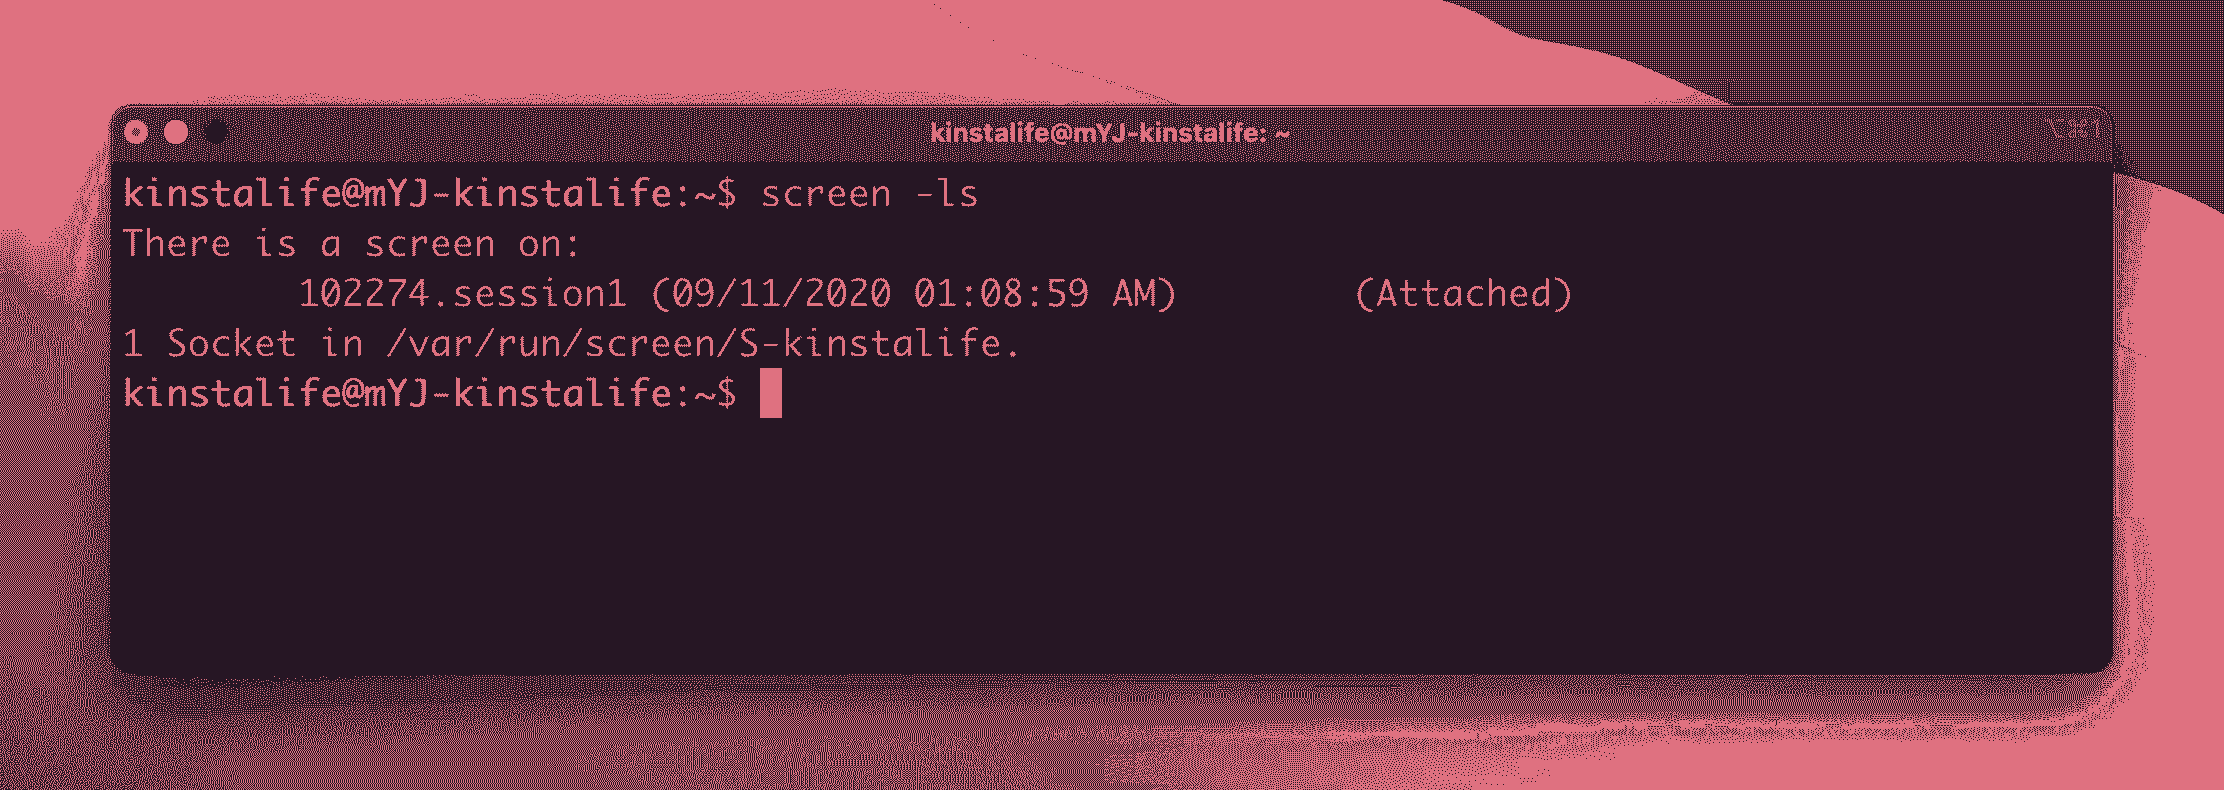 kinstalife@mYJ-kinstalife: ~
⌥⌘1
kinstalife@mYJ-kinstalife:~$ screen -ls
There is a screen on:
102274.session1 (09/11/2020 01:08:59 AM) (Attached)
1 Socket in /var/run/screen/S-kinstalife.
kinstalife@mYJ-kinstalife:~$